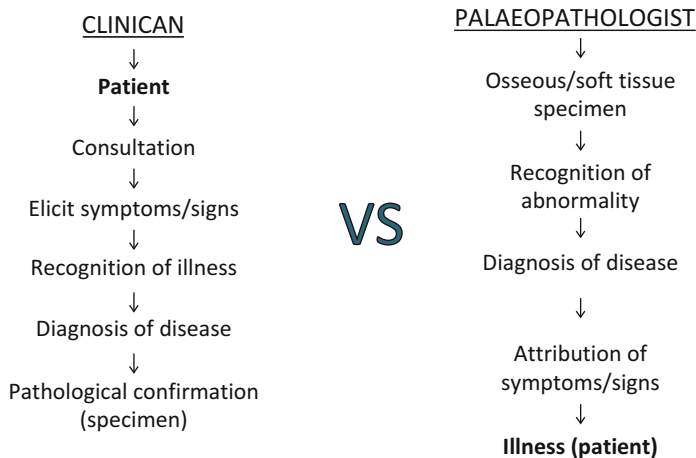 CLINICAN
Patient
Consultation
Elicit symptoms/signs
Recognition of illness
Diagnosis of disease
Pathological confirmation
(specimen)
VS
PALAEOPATHOLOGIST
Osseous/soft tissue
specimen
Recognition of
abnormality
Diagnosis of disease
Attribution of
symptoms/signs
Illness (patient)